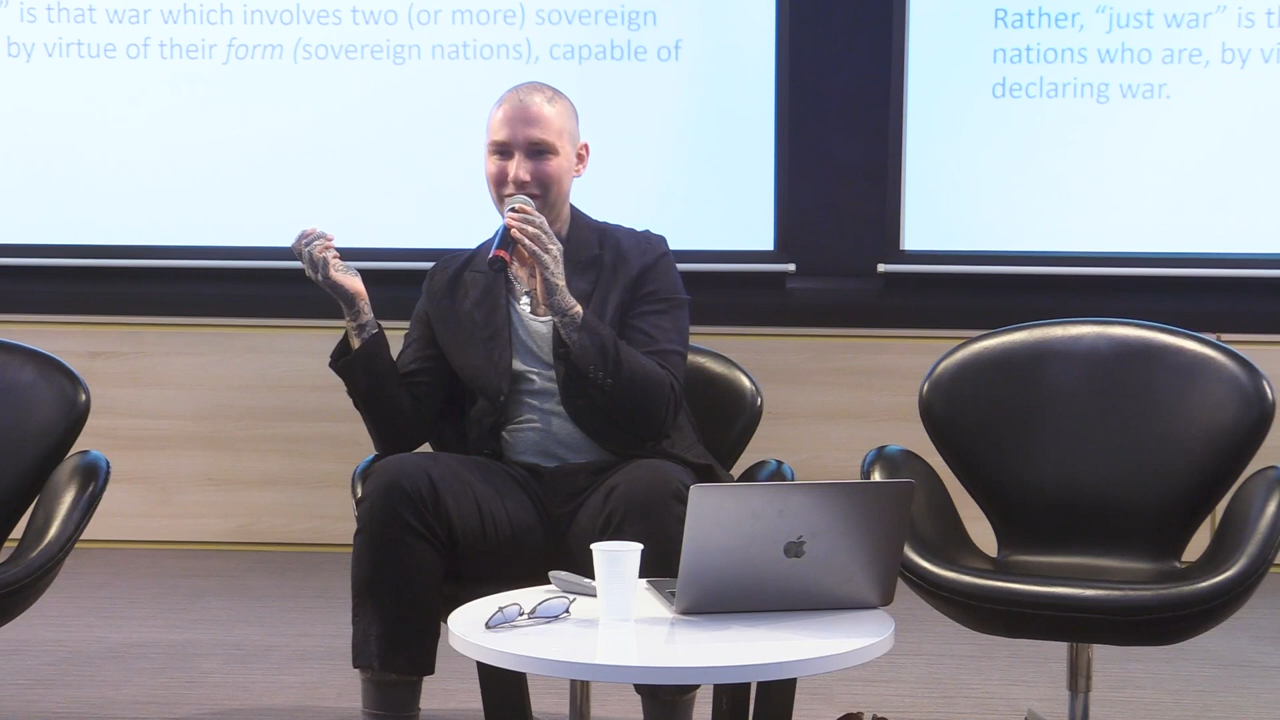 ” is that war which involves two (or more) sovereign
by virtue of their form (sovereign nations), capable of
Rather, “just war” is th
nations who are, by vi
declaring war.